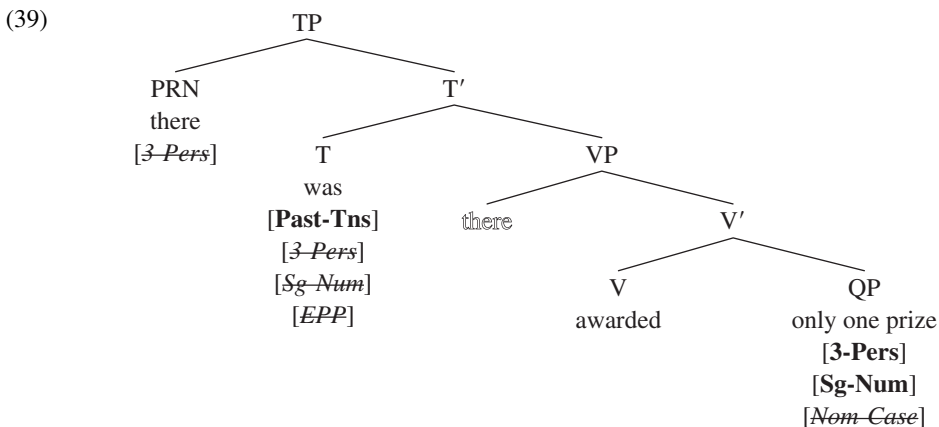 (39)
TP
PRN T′
there
[3-Pers] T VP
was
[Past-Tns] there V′
[3-Pers]
[Sg-Num] V QP
[EPP] awarded only one prize
[3-Pers]
[Sg-Num]
[Nom-Case]